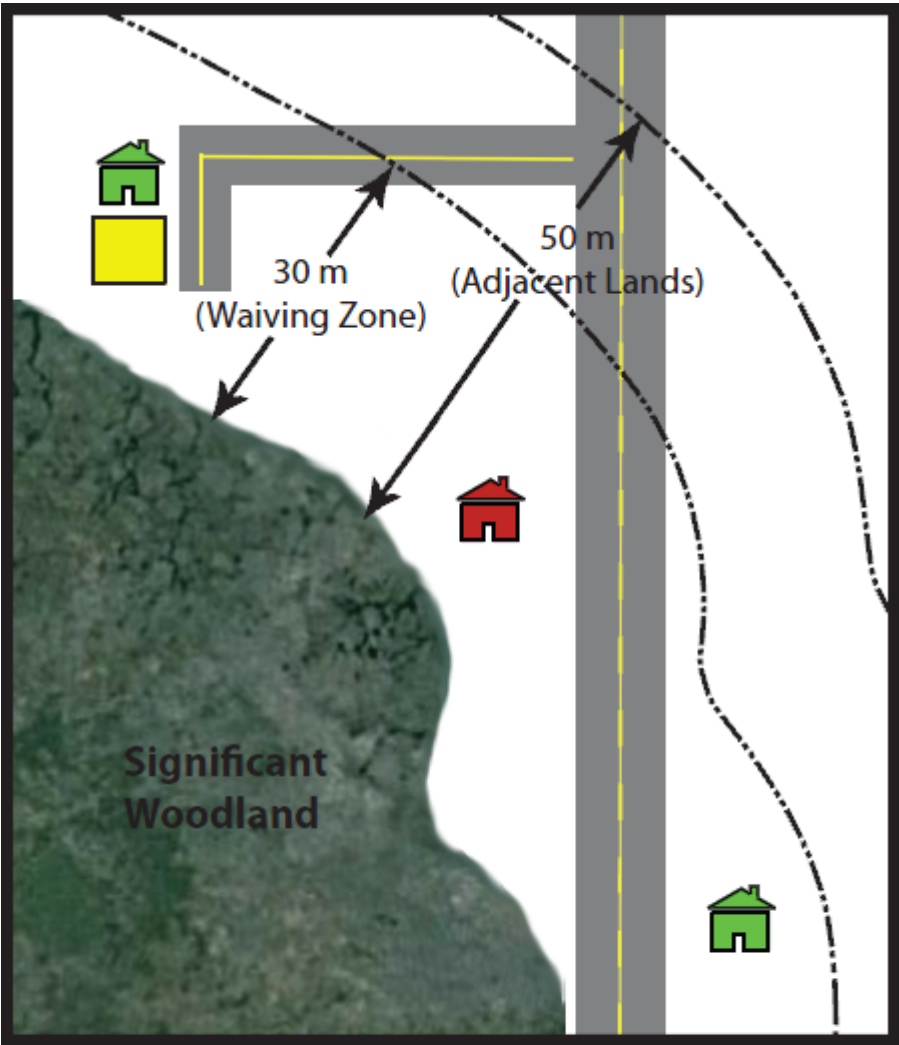 50 m
(Adjacent Lands)
30 m
(Waiving Zone)
Significant
Woodland